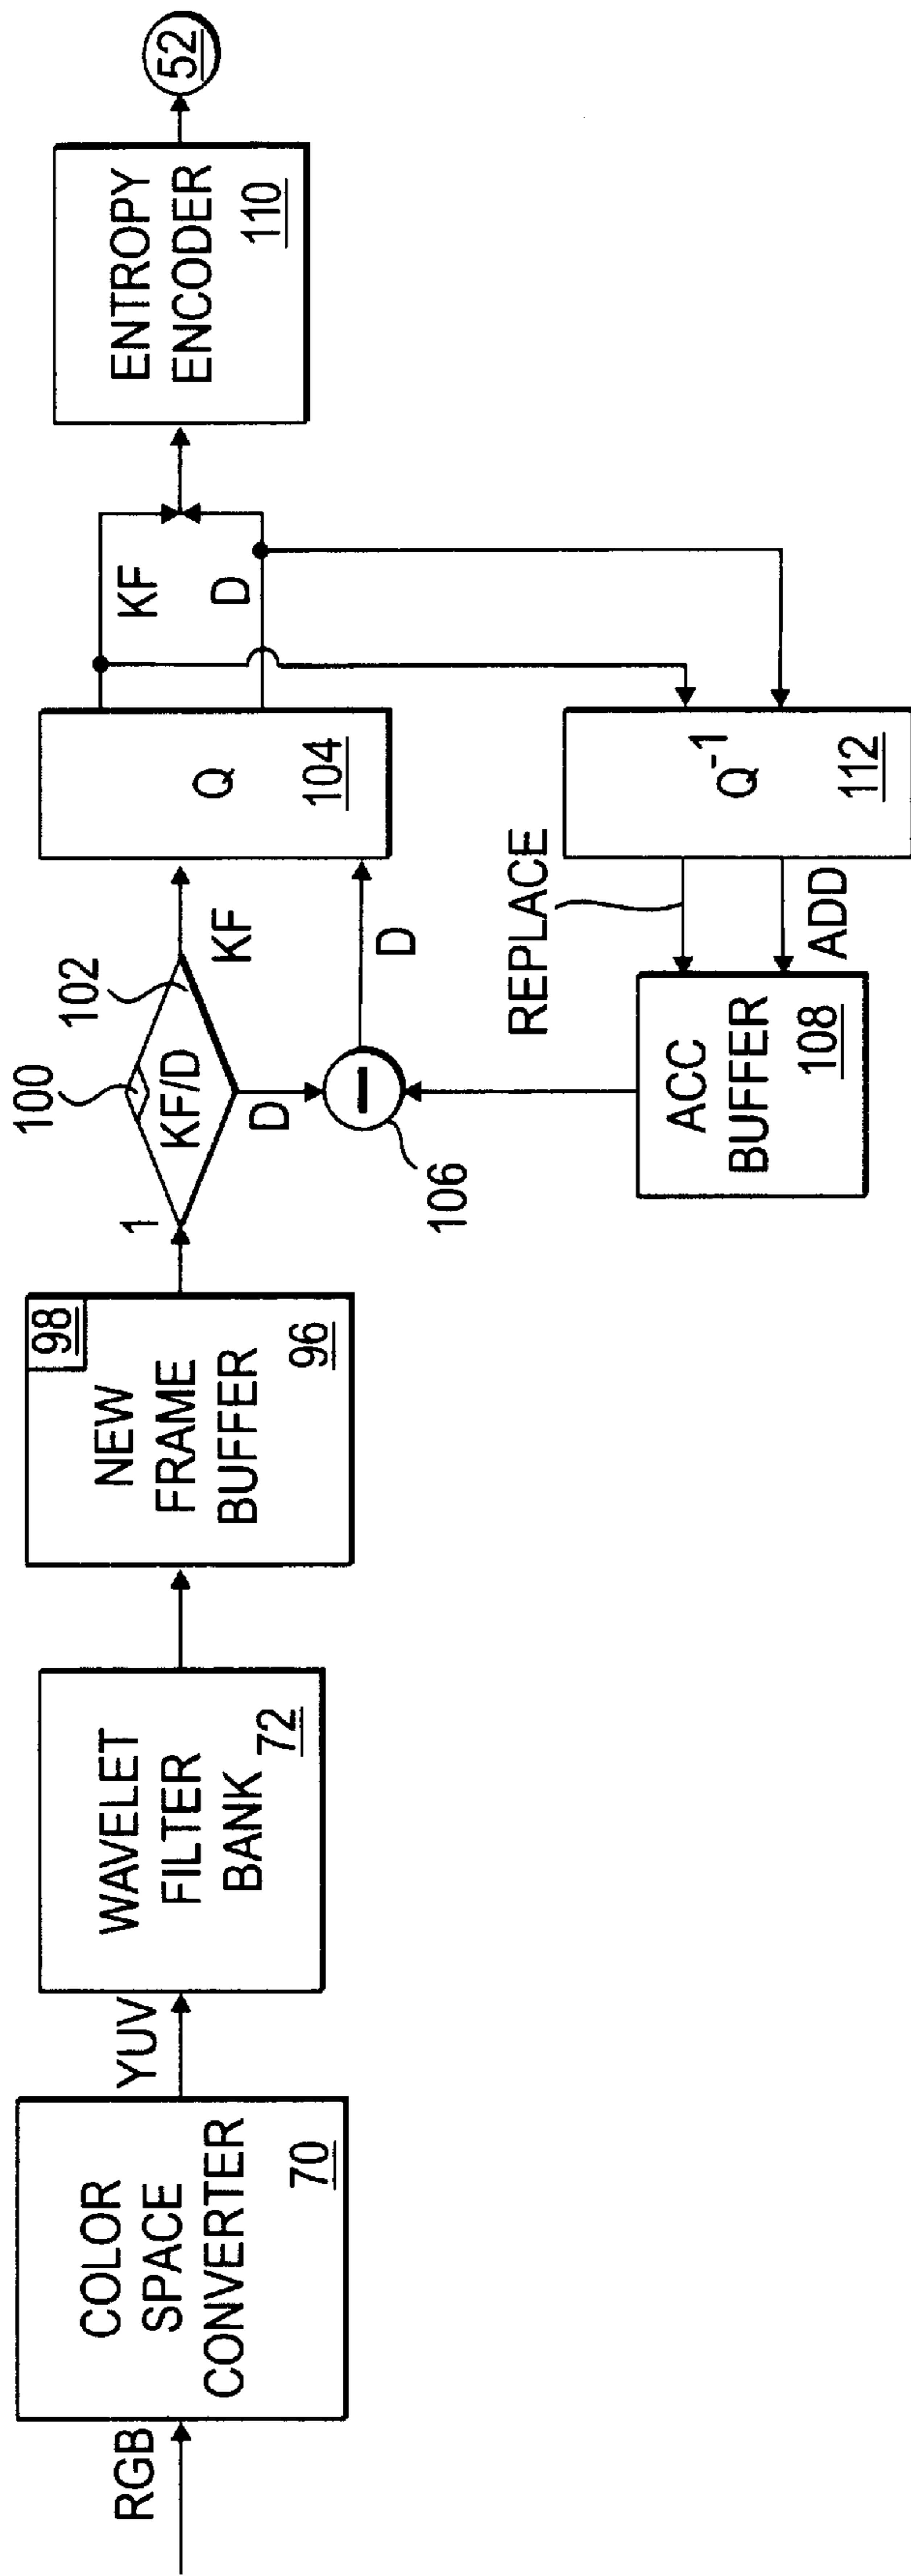 RGB
COLOR
SPACE
CONVERTER
70
YUV
WAVELET
FILTER
BANK
72
NEW
FRAME
BUFFER
98
96
1
100
102
KF/D
KF
D
106
D
Q
104
KF
D
ENTROPY
ENCODER
110
52
ACC
BUFFER
108
REPLACE
ADD
Q-1
112